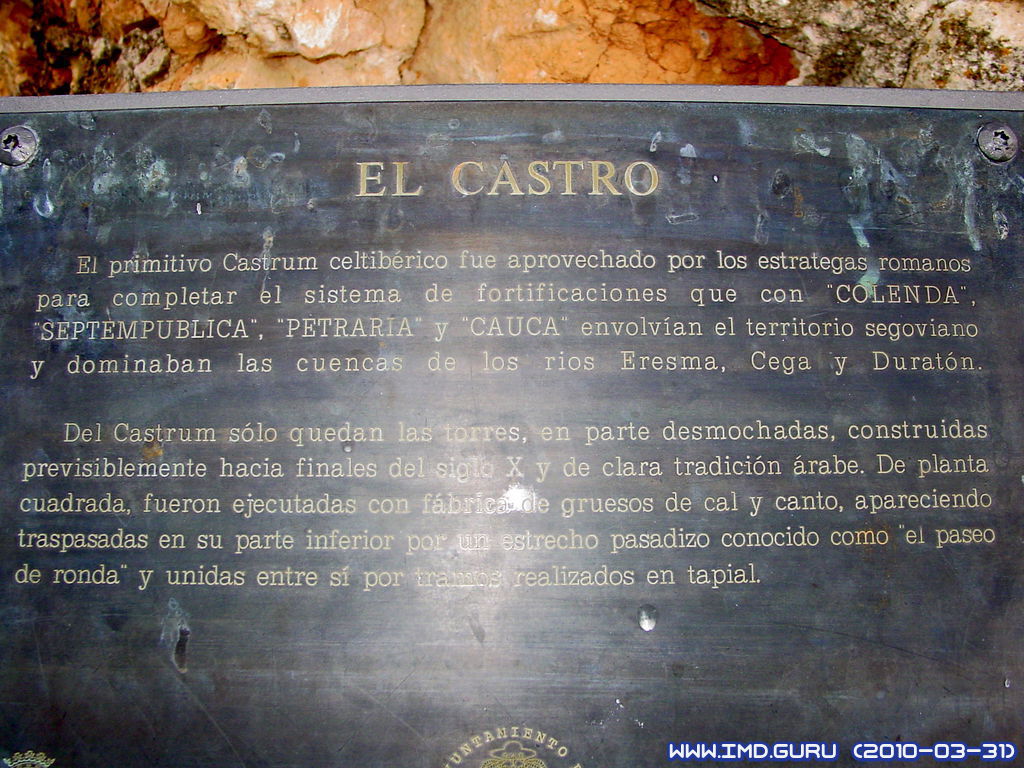 EL CASTRO
El primitivo Castrum celtibérico fue aprovechado por los estrategas romanos
para completar el sistema de fortificaciones que con "COLENDA",
"SEPTEMPUBLICA", "PETRARIA" y "CAUCA" envolvían el territorio segoviano
y dominaban las cuencas de los rios Eresma, Cega y Duratón.
Del Castrum sólo quedan las torres, en parte desmochadas, construidas
previsiblemente hacia finales del siglo X y de clara tradición árabe. De planta
cuadrada, fueron ejecutadas con fábrica de gruesos de cal y canto, apareciendo
traspasadas en su parte inferior por un estrecho pasadizo conocido como "el paseo
de ronda" y unidas entre sí por tramos realizados en tapial.
WWW.IMD.GURU (2010-03-31)